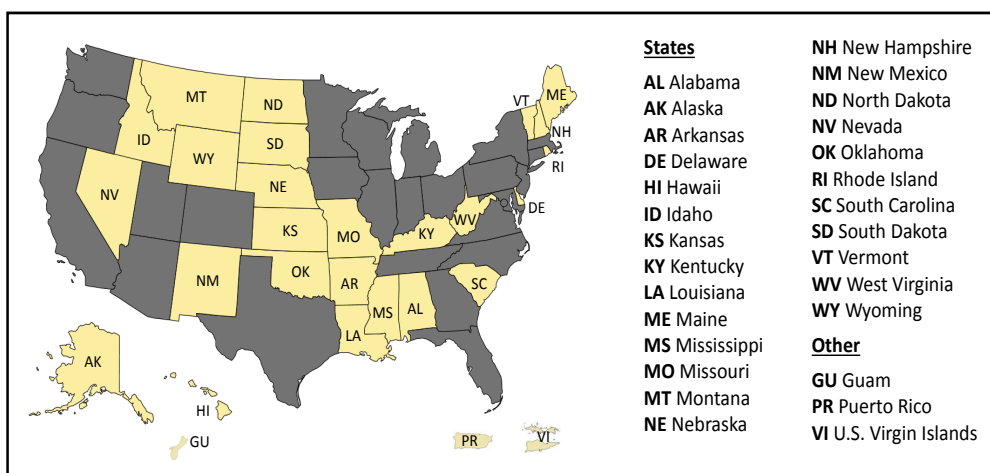 MT
ND
ID
WY
SD
NE
NV
KS
MO
KY
WV
NM
OK
AR
SC
MS
AL
LA
VT
ME
NH
RI
DE
AK
HI
GU
PR
VI
States
AL Alabama
AK Alaska
AR Arkansas
DE Delaware
HI Hawaii
ID Idaho
KS Kansas
KY Kentucky
LA Louisiana
ME Maine
MS Mississippi
MO Missouri
MT Montana
NE Nebraska
NH New Hampshire
NM New Mexico
ND North Dakota
NV Nevada
OK Oklahoma
RI Rhode Island
SC South Carolina
SD South Dakota
VT Vermont
WV West Virginia
WY Wyoming
Other
GU Guam
PR Puerto Rico
VI U.S. Virgin Islands